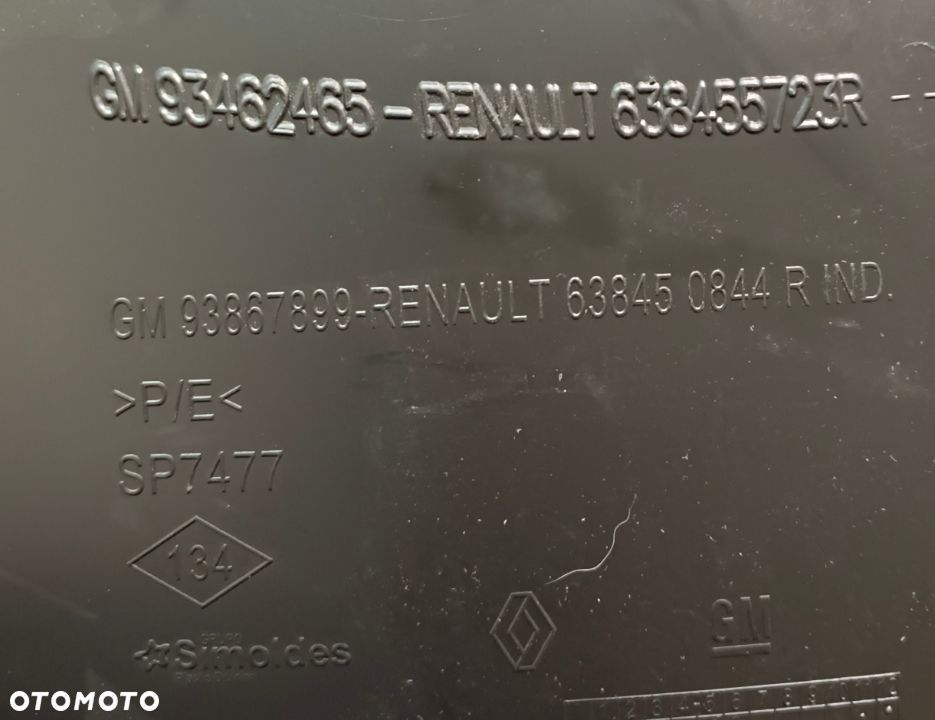 GM 93462465 - RENAULT 638455723R --
GM 93867899-RENAULT 63845 0844 R IND.
>P/E<
SP7477
134
Simoldes
GM
OTOMOTO